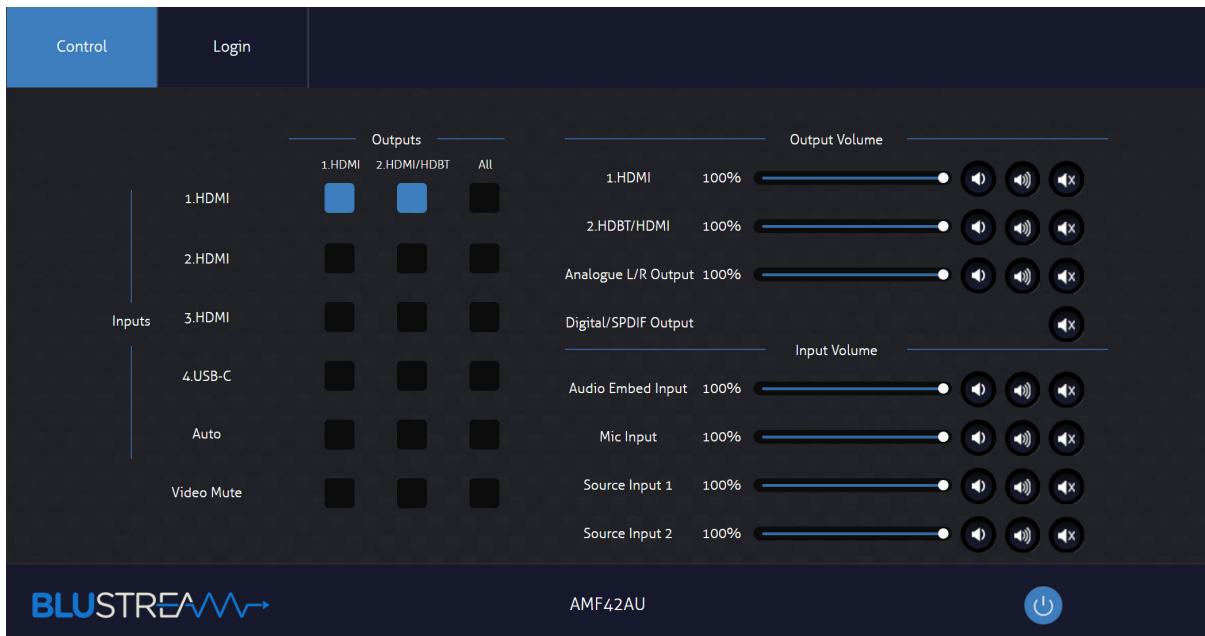 Control
Login
Outputs
1.HDMI 2.HDMI/HDBT All
Inputs
1.HDMI
2.HDMI
3.HDMI
4.USB-C
Auto
Video Mute
Output Volume
1.HDMI 100%
2.HDBT/HDMI 100%
Analogue L/R Output 100%
Digital/SPDIF Output
Input Volume
Audio Embed Input 100%
Mic Input 100%
Source Input 1 100%
Source Input 2 100%
BLUSTREAM
AMF42AU